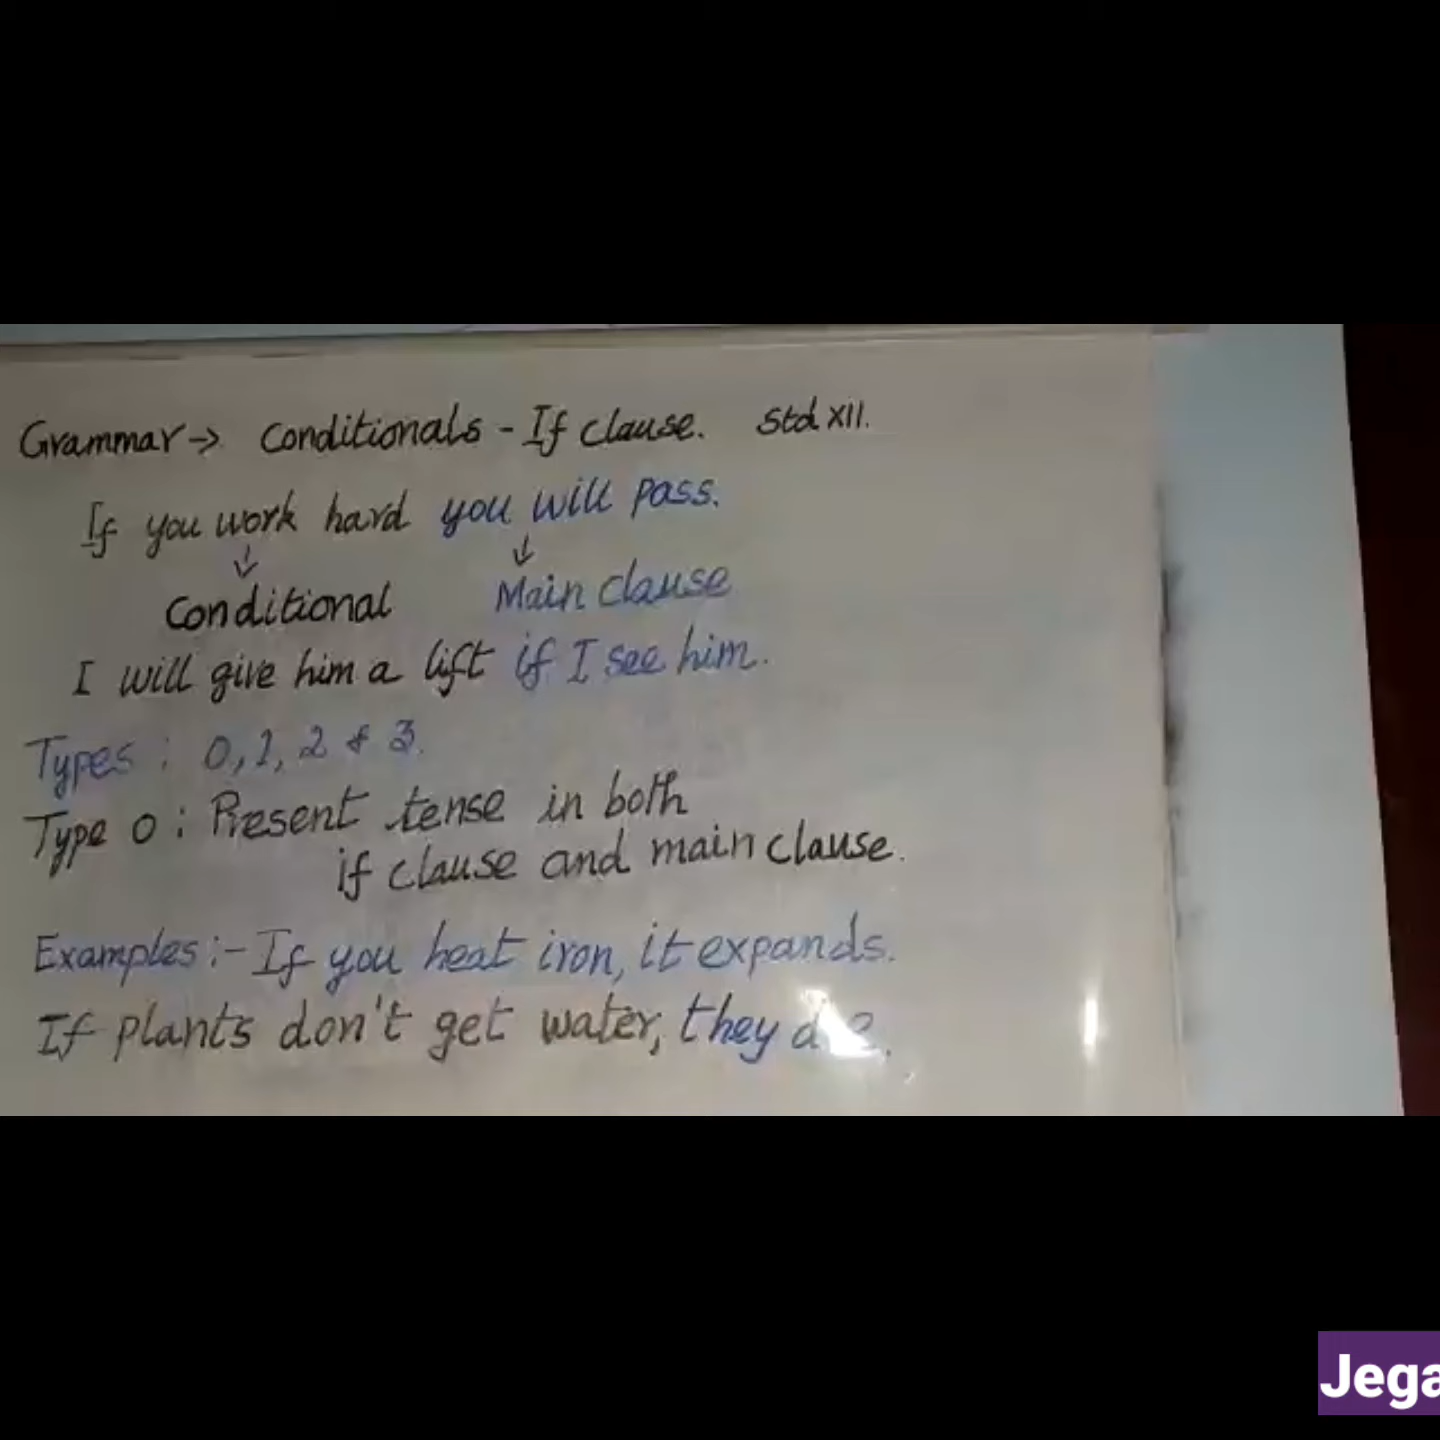 Grammar → Conditionals - If clause. Std XII.
If you work hard you will pass.
Conditional Main clause
I will give him a lift if I see him.
Types : 0, 1, 2 & 3.
Type 0 : Present tense in both
if clause and main clause.
Examples :- If you heat iron, it expands.
If plants don't get water, they die.
Jega